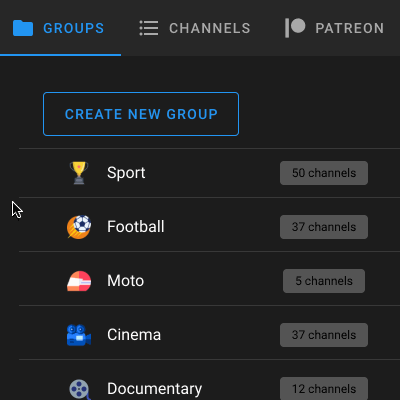 GROUPS CHANNELS PATREON
CREATE NEW GROUP
Sport 50 channels
Football 37 channels
Moto 5 channels
Cinema 37 channels
Documentary 12 channels